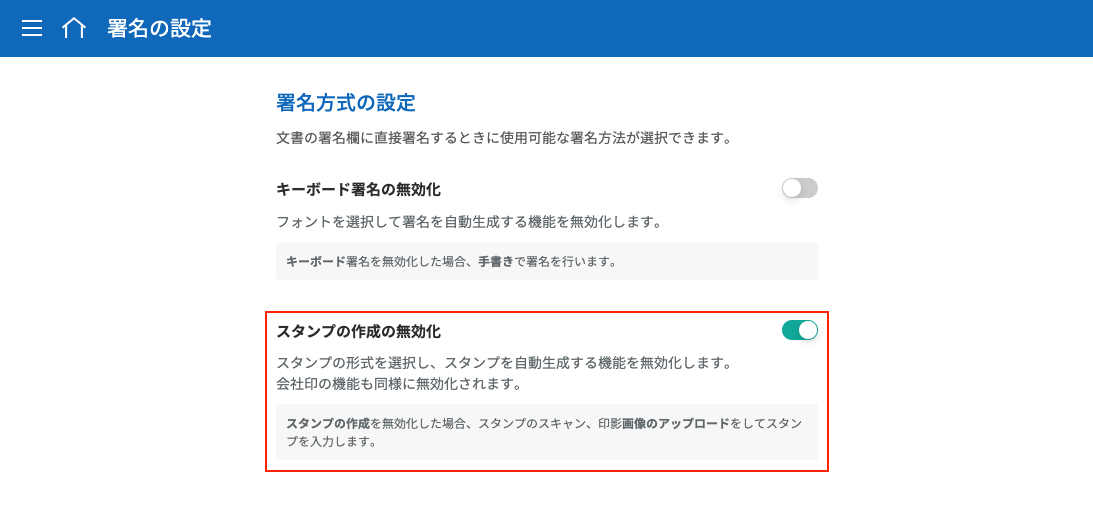 署名の設定
署名方式の設定
文書の署名欄に直接署名するときに使用可能な署名方法が選択できます。
キーボード署名の無効化
フォントを選択して署名を自動生成する機能を無効化します。
キーボード署名を無効化した場合、手書きで署名を行います。
スタンプの作成の無効化
スタンプの形式を選択し、スタンプを自動生成する機能を無効化します。
会社印の機能も同様に無効化されます。
スタンプの作成を無効化した場合、スタンプのスキャン、印影画像のアップロードをしてスタン
プを入力します。